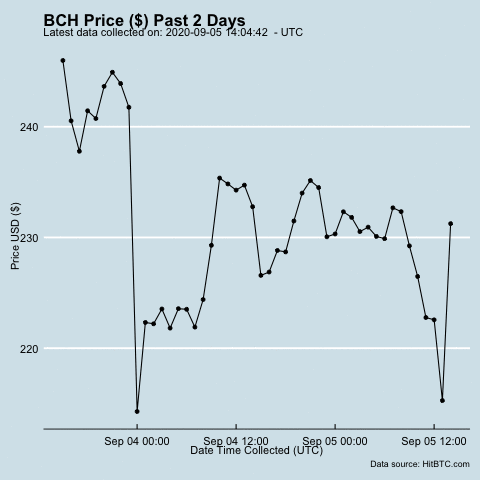 BCH Price ($) Past 2 Days
Latest data collected on: 2020-09-05 14:04:42 - UTC
240
230
220
Price USD ($)
Sep 04 00:00 Sep 04 12:00 Sep 05 00:00 Sep 05 12:00
Date Time Collected (UTC)
Data source: HitBTC.com